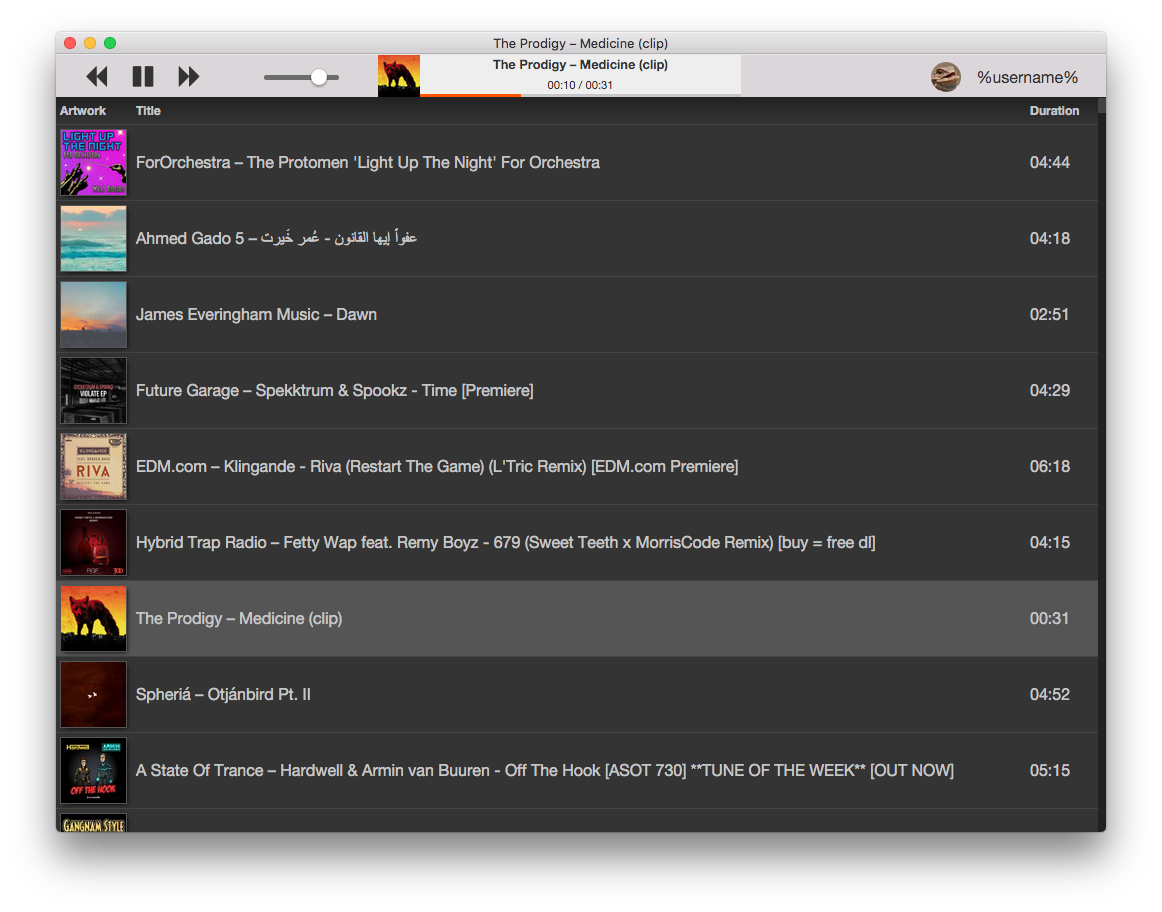 The Prodigy – Medicine (clip)
The Prodigy – Medicine (clip)
00:10 / 00:31
%username%
Artwork Title Duration
LIGHT UP
THE NIGHT
ForOrchestra – The Protomen 'Light Up The Night' For Orchestra 04:44
Ahmed Gado 5 – عفواً إيها القانون - عُمر خَيرت 04:18
James Everingham Music – Dawn 02:51
VIOLATE EP
Future Garage – Spekktrum & Spookz - Time [Premiere] 04:29
KLINGANDE
RIVA
EDM.com – Klingande - Riva (Restart The Game) (L'Tric Remix) [EDM.com Premiere] 06:18
Hybrid Trap Radio – Fetty Wap feat. Remy Boyz - 679 (Sweet Teeth x MorrisCode Remix) [buy = free dl] 04:15
RGF 300
The Prodigy – Medicine (clip) 00:31
Spheriá – Otjánbird Pt. II 04:52
A State Of Trance – Hardwell & Armin van Buuren - Off The Hook [ASOT 730] **TUNE OF THE WEEK** [OUT NOW] 05:15
OFF THE HOOK
GANGNAM STYLE